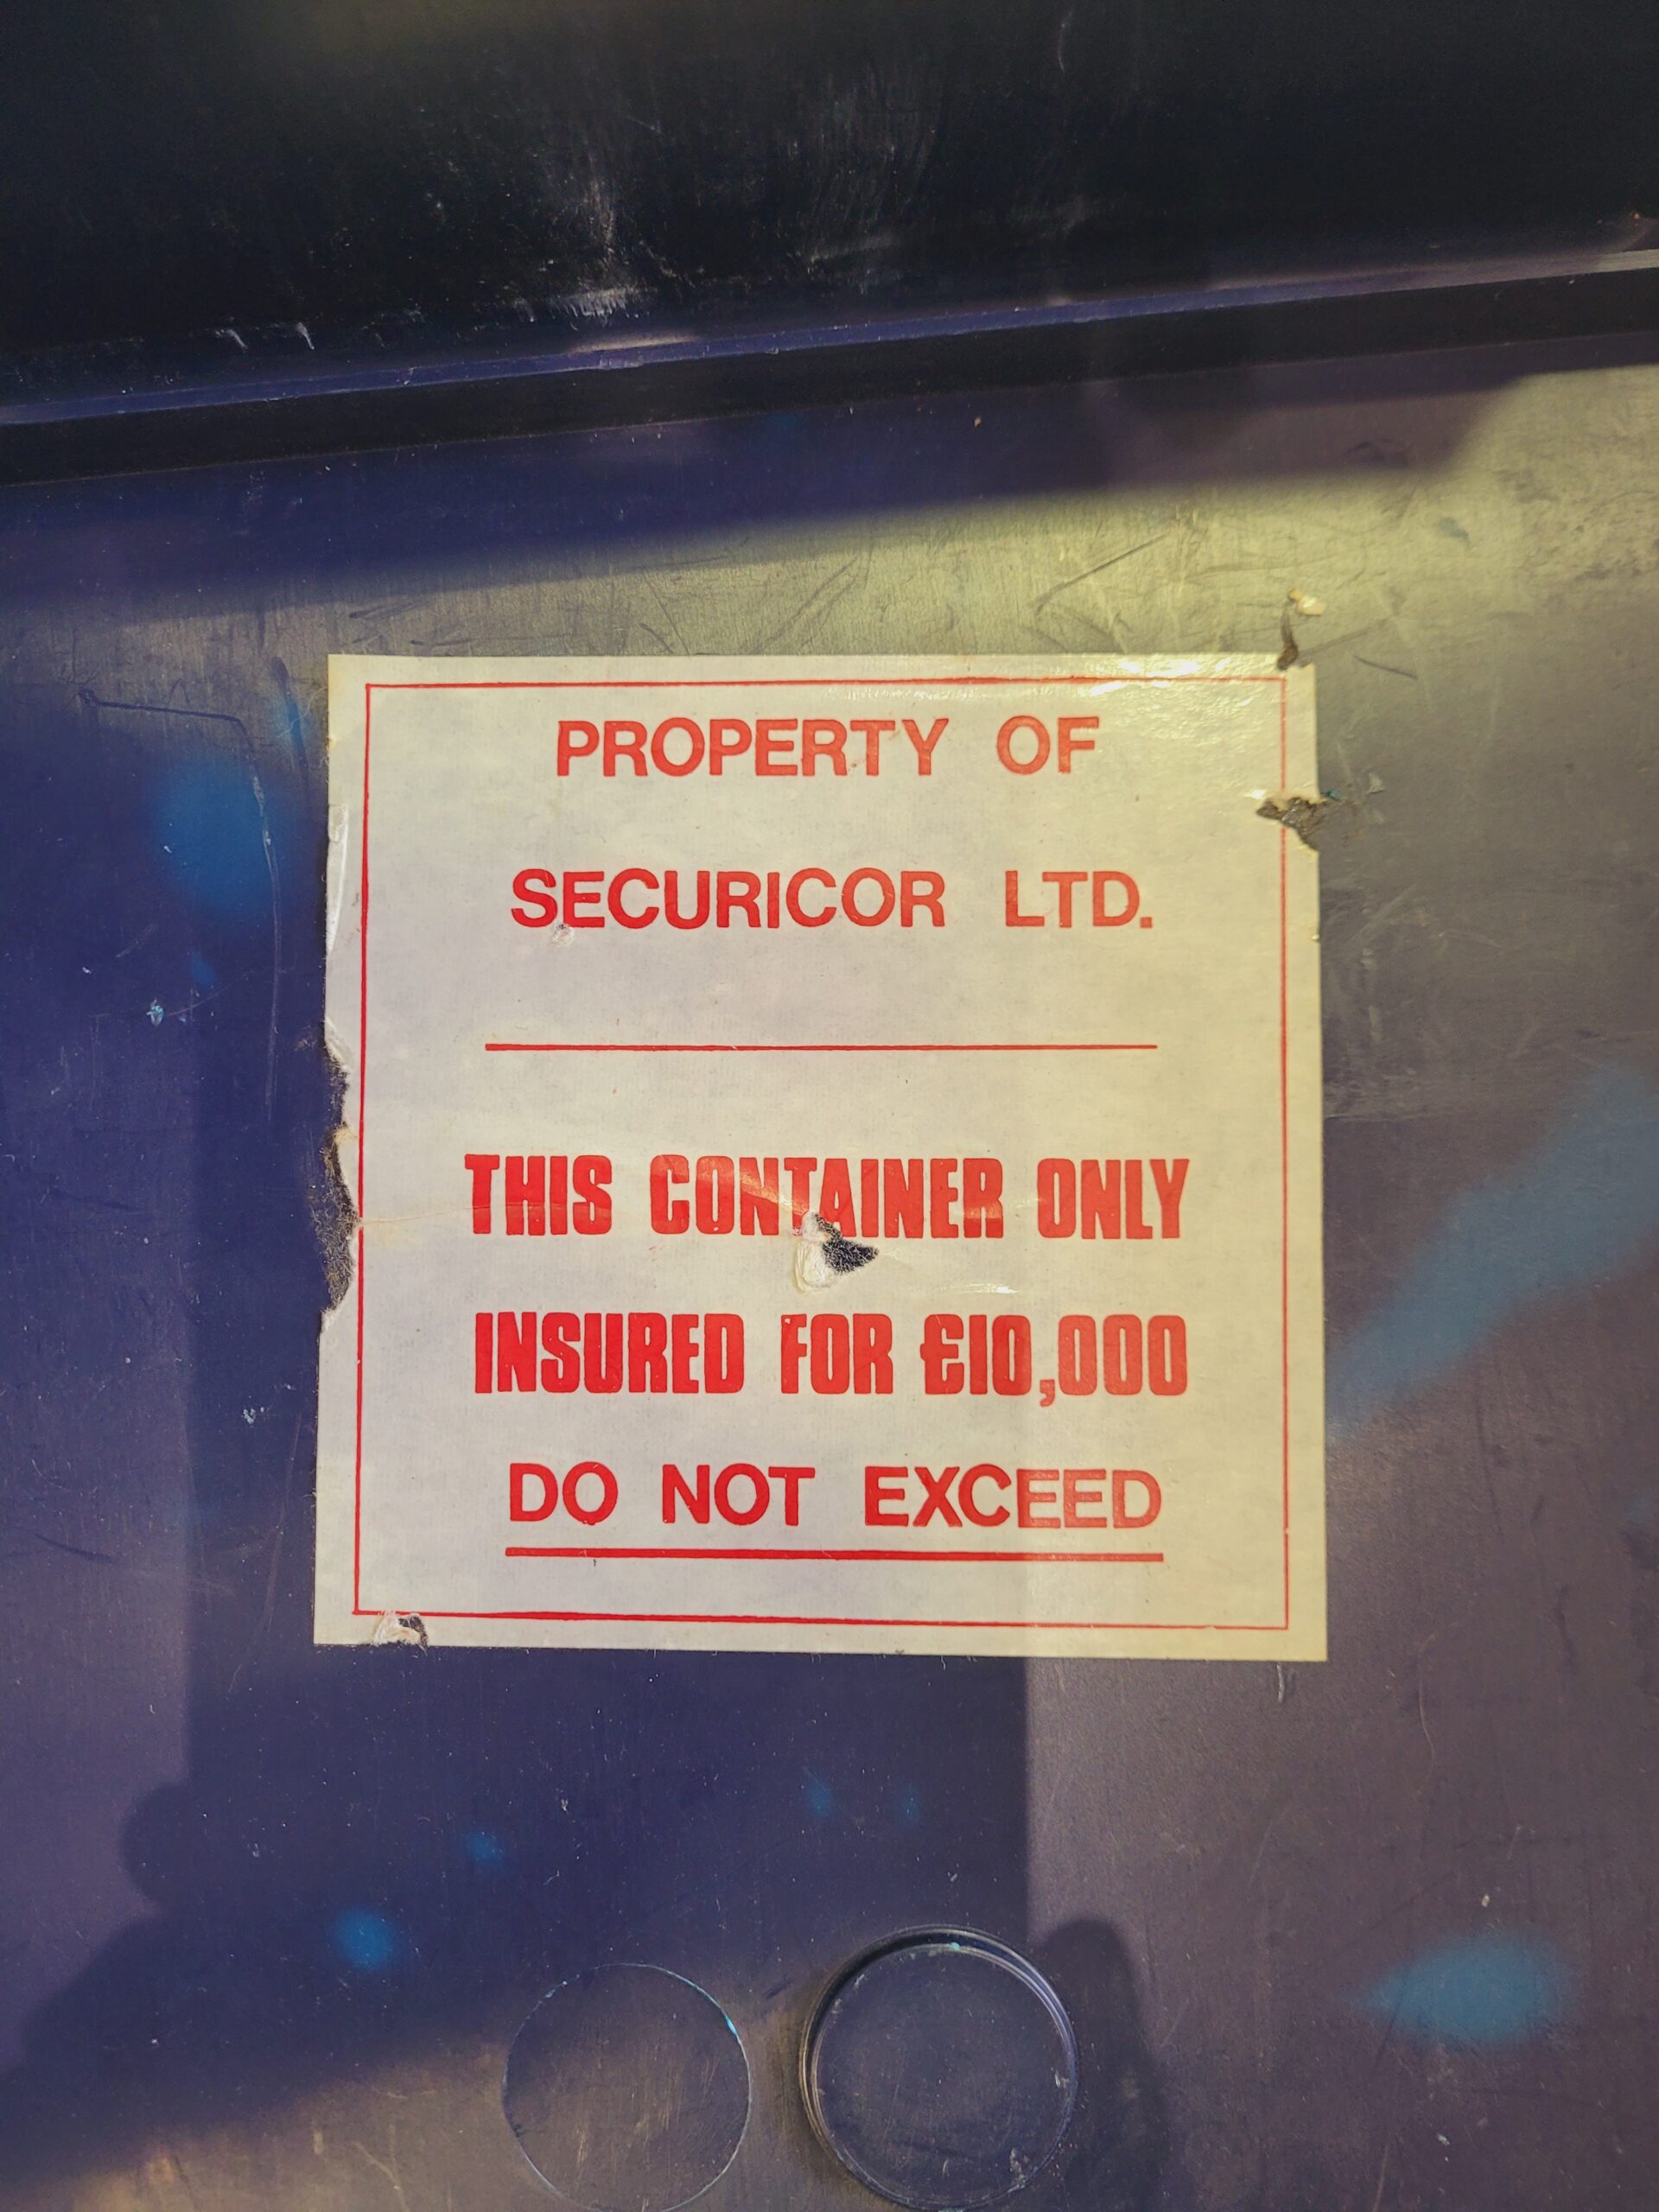 PROPERTY OF
SECURICOR LTD.
THIS CONTAINER ONLY
INSURED FOR £10,000
DO NOT EXCEED